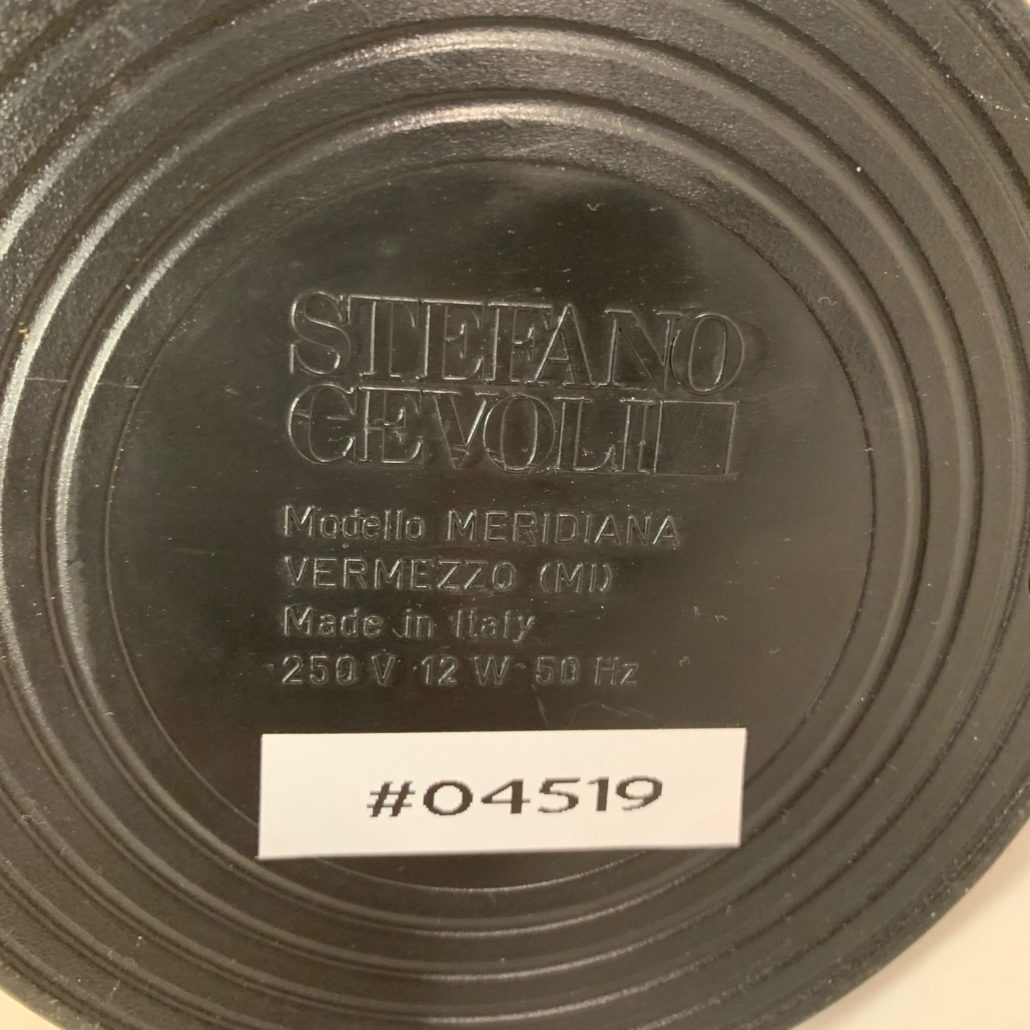 STEFANO
CEVOLI
Modello MERIDIANA
VERMEZZO (MI)
Made in Italy
250 V 12 W 50 Hz
#04519